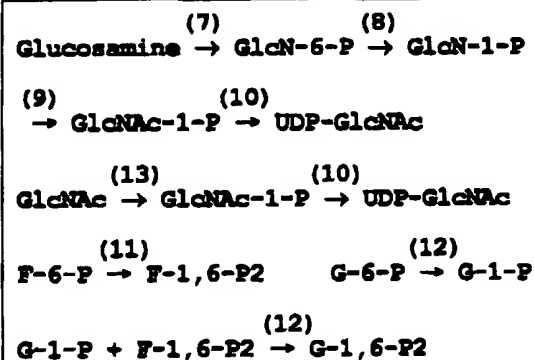 (7) (8)
Glucosamine → GlcN-6-P → GlcN-1-P
(9) (10)
→ GlcNAc-1-P → UDP-GlcNAc
(13) (10)
GlcNAc → GlcNAc-1-P → UDP-GlcNAc
(11) (12)
F-6-P → F-1,6-P2 G-6-P → G-1-P
(12)
G-1-P + F-1,6-P2 → G-1,6-P2